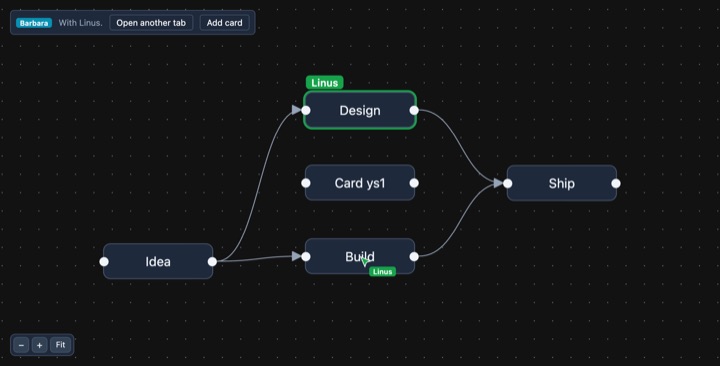 Barbara With Linus. Open another tab Add card
Linus
Design
Card ys1
Ship
Idea
Build
Linus
− + Fit